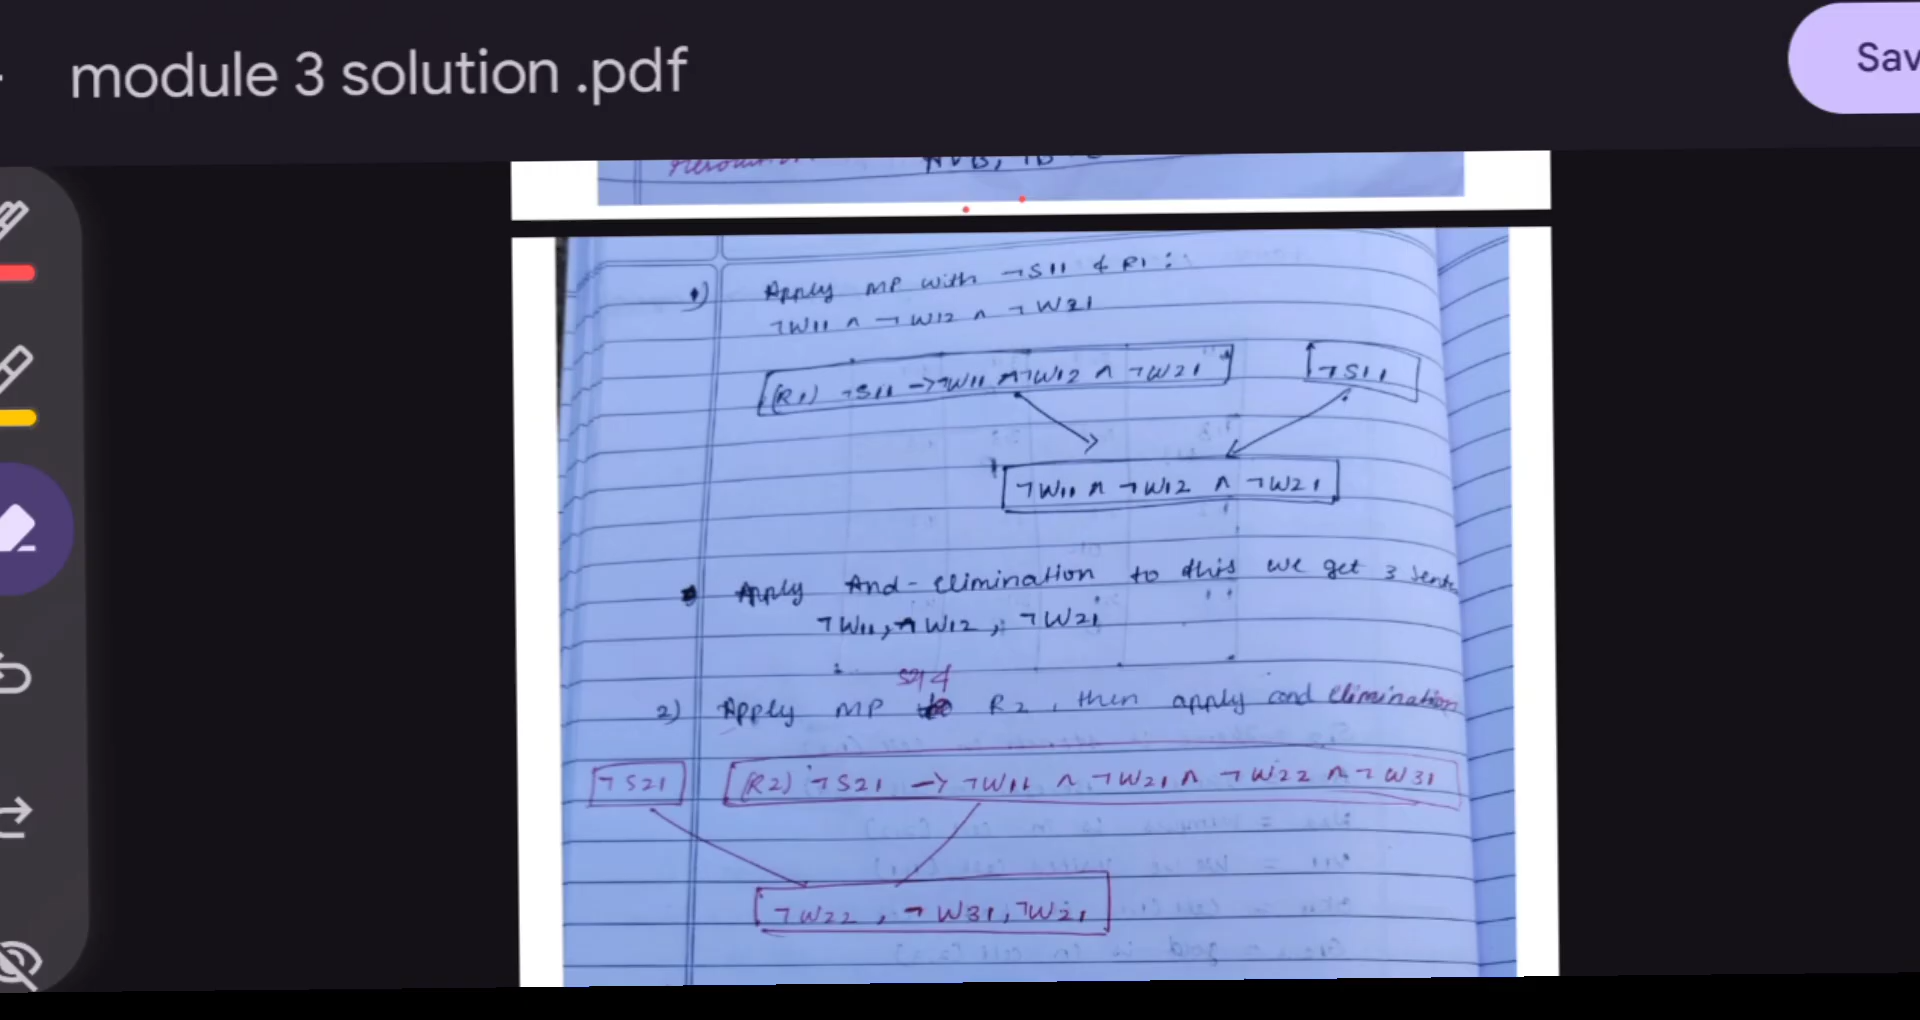 module 3 solution .pdf
Sav
1) Apply MP with ¬S11 & R1 :
¬W11 ∧ ¬W12 ∧ ¬W21
(R1) ¬S11 → ¬W11 ∧ ¬W12 ∧ ¬W21
¬S11
¬W11 ∧ ¬W12 ∧ ¬W21
Apply And-elimination to this we get 3 sent
¬W11, ¬W12, ¬W21
2) Apply MP R2, then apply and elimination
¬S21
(R2) ¬S21 → ¬W11 ∧ ¬W21 ∧ ¬W22 ∧ ¬W31
¬W22, ¬W31, ¬W21